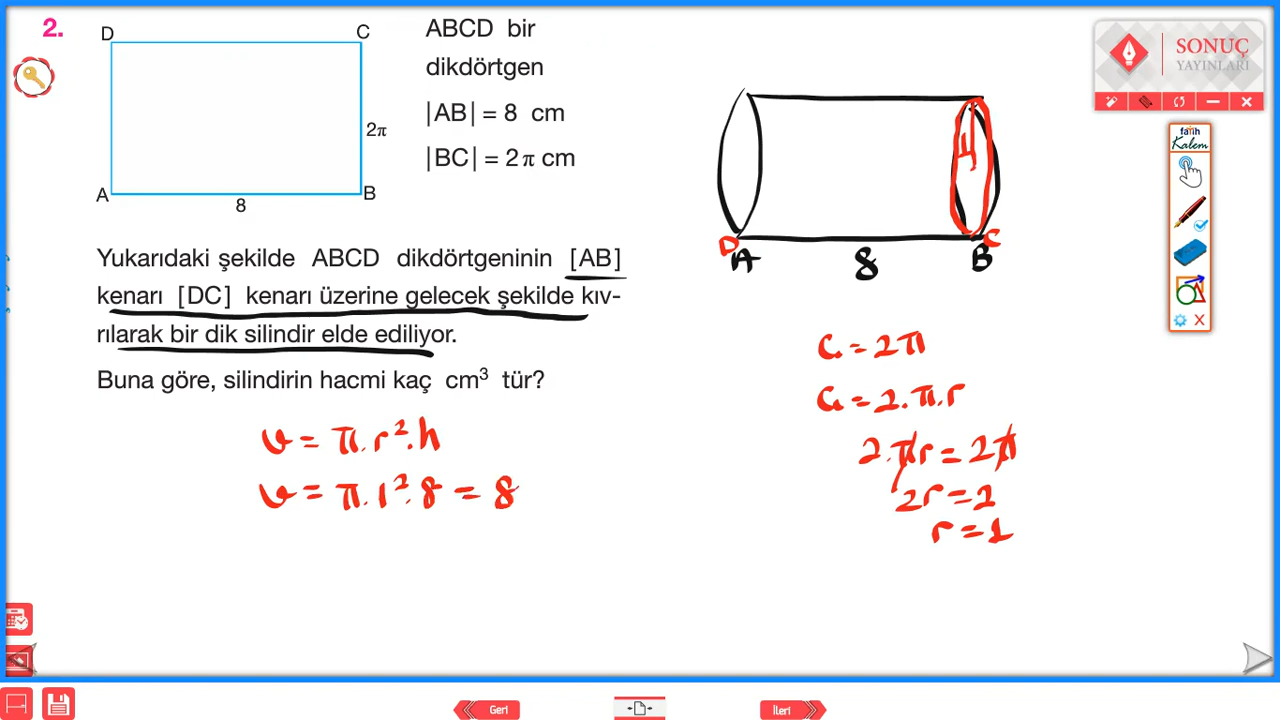 2.
D
C
2π
A
B
8
ABCD bir
dikdörtgen
|AB| = 8 cm
|BC| = 2π cm
Yukarıdaki şekilde ABCD dikdörtgeninin [AB]
kenarı [DC] kenarı üzerine gelecek şekilde kıv-
rılarak bir dik silindir elde ediliyor.
Buna göre, silindirin hacmi kaç cm³ tür?
V = π.r².h
V = π.1².8 = 8
D
A
8
C
B
Ç = 2π
Ç = 2.π.r
2.πr = 2π
2r = 2
r = 1
SONUÇ
YAYINLARI
fatih
Kalem
Geri
İleri